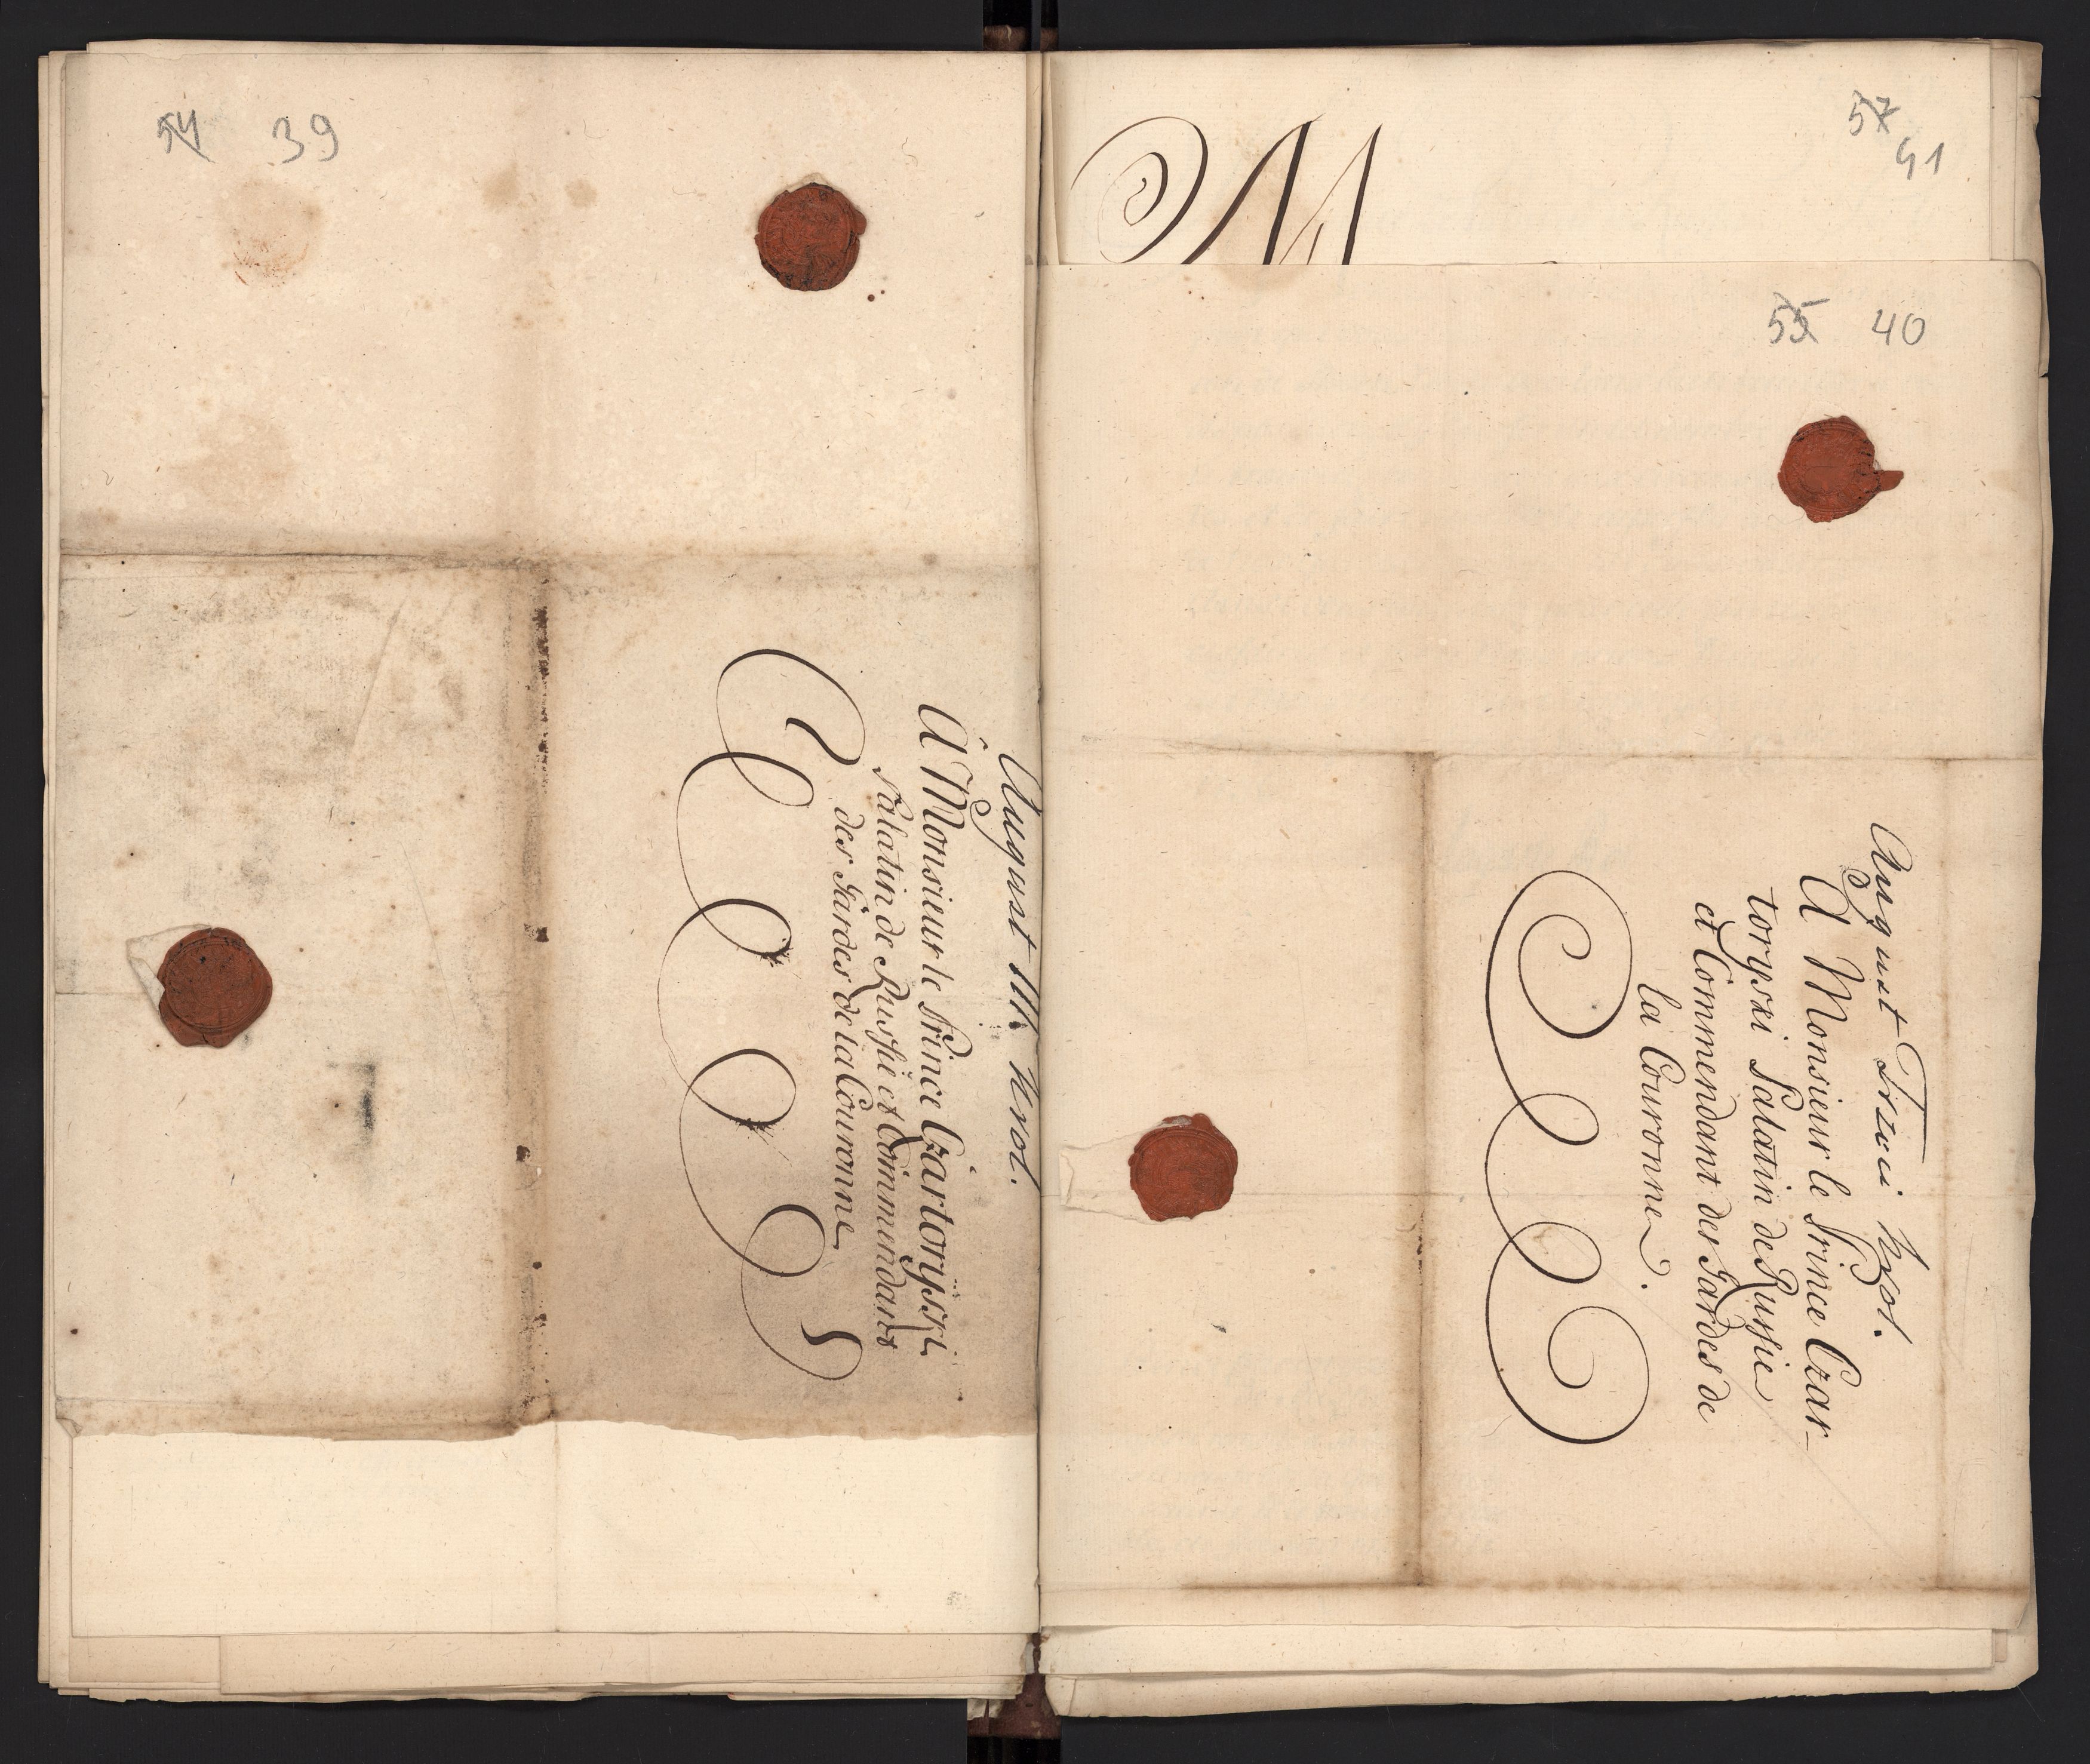 54 39
August III. Krol.
Â Monsieur le Prince Czartoryski
Palatin de Russie et Commendant
des Gardes de la Couronne
57
41
M
55 40
August Trzeci Krol.
A Monsieur le Prince Czar-
toryski Palatin de Russie
et Commendant des Gardes de
la Couronne.